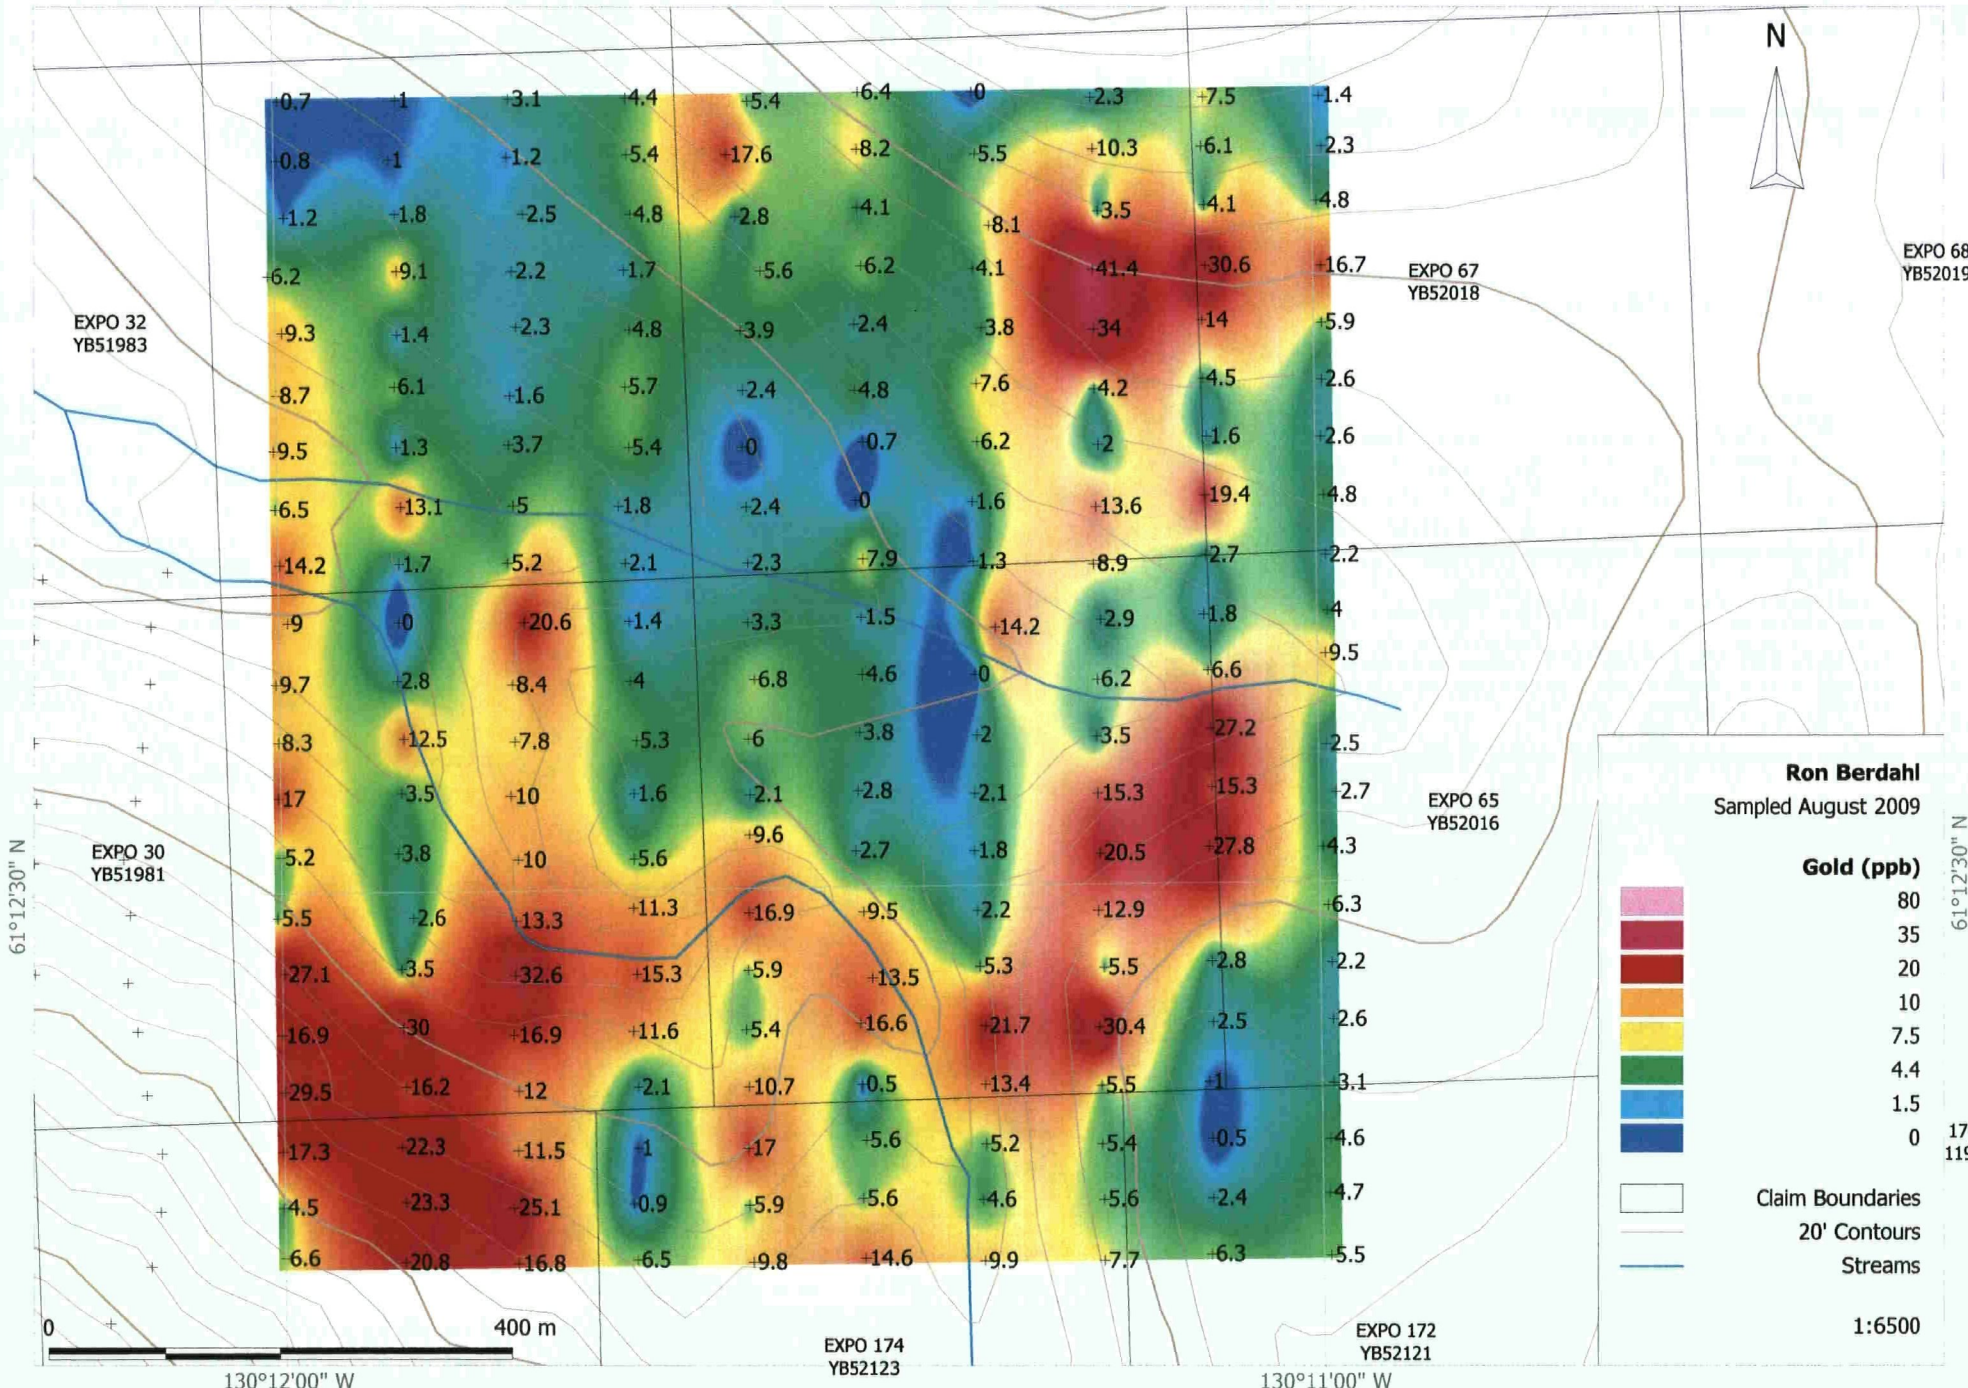 N
+0.7 +1 +3.1 +4.4 +5.4 +6.4 +0 +2.3 +7.5 +1.4
+0.8 +1 +1.2 +5.4 +17.6 +8.2 +5.5 +10.3 +6.1 +2.3
+1.2 +1.8 +2.5 +4.8 +2.8 +4.1 +8.1 +3.5 +4.1 +4.8
+6.2 +9.1 +2.2 +1.7 +5.6 +6.2 +4.1 +41.4 +30.6 +16.7
EXPO 67
YB52018
EXPO 68
YB52019
EXPO 32
YB51983
+9.3 +1.4 +2.3 +4.8 +3.9 +2.4 +3.8 +34 +14 +5.9
+8.7 +6.1 +1.6 +5.7 +2.4 +4.8 +7.6 +4.2 +4.5 +2.6
+9.5 +1.3 +3.7 +5.4 +0 +0.7 +6.2 +2 +1.6 +2.6
+6.5 +13.1 +5 +1.8 +2.4 +0 +1.6 +13.6 +19.4 +4.8
+14.2 +1.7 +5.2 +2.1 +2.3 +7.9 +1.3 +8.9 +2.7 +2.2
+9 +0 +20.6 +1.4 +3.3 +1.5 +14.2 +2.9 +1.8 +4
+9.7 +2.8 +8.4 +4 +6.8 +4.6 +0 +6.2 +6.6 +9.5
+8.3 +12.5 +7.8 +5.3 +6 +3.8 +2 +3.5 +27.2 +2.5
+17 +3.5 +10 +1.6 +2.1 +2.8 +2.1 +15.3 +15.3 +2.7
EXPO 65
YB52016
EXPO 30
YB51981
+5.2 +3.8 +10 +5.6 +9.6 +2.7 +1.8 +20.5 +27.8 +4.3
+5.5 +2.6 +13.3 +11.3 +16.9 +9.5 +2.2 +12.9 +6.3
+27.1 +3.5 +32.6 +15.3 +5.9 +13.5 +5.3 +5.5 +2.8 +2.2
+16.9 +30 +16.9 +11.6 +5.4 +16.6 +21.7 +30.4 +2.5 +2.6
+29.5 +16.2 +12 +2.1 +10.7 +0.5 +13.4 +5.5 +1 +3.1
+17.3 +22.3 +11.5 +1 +17 +5.6 +5.2 +5.4 +0.5 +4.6
+4.5 +23.3 +25.1 +0.9 +5.9 +5.6 +4.6 +5.6 +2.4 +4.7
+6.6 +20.8 +16.8 +6.5 +9.8 +14.6 +9.9 +7.7 +6.3 +5.5
Ron Berdahl
Sampled August 2009
Gold (ppb)
80
35
20
10
7.5
4.4
1.5
0
Claim Boundaries
20' Contours
Streams
1:6500
17
119
61°12'30" N
61°12'30" N
0 400 m
EXPO 174
YB52123
EXPO 172
YB52121
130°12'00" W
130°11'00" W